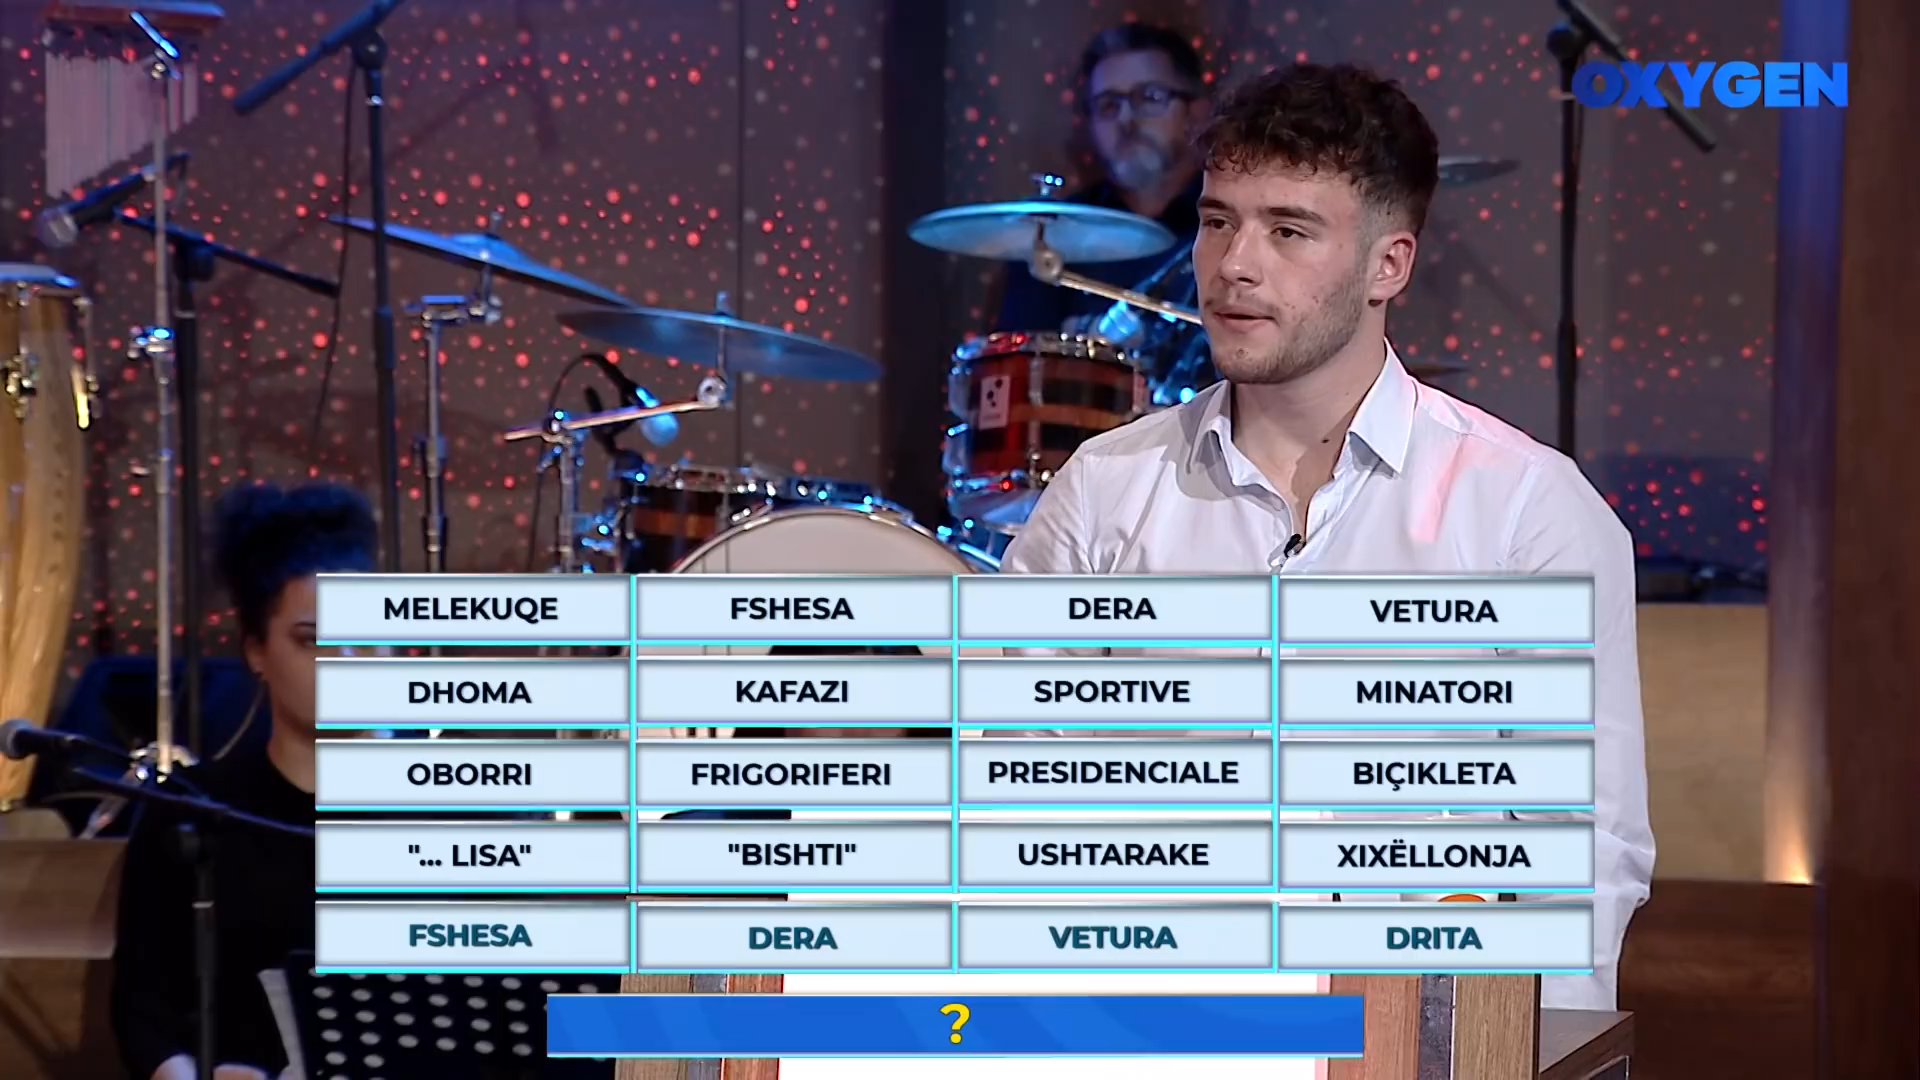 OXYGEN
MELEKUQE FSHESA DERA VETURA
DHOMA KAFAZI SPORTIVE MINATORI
OBORRI FRIGORIFERI PRESIDENCIALE BIÇIKLETA
"... LISA" "BISHTI" USHTARAKE XIXËLLONJA
FSHESA DERA VETURA DRITA
?